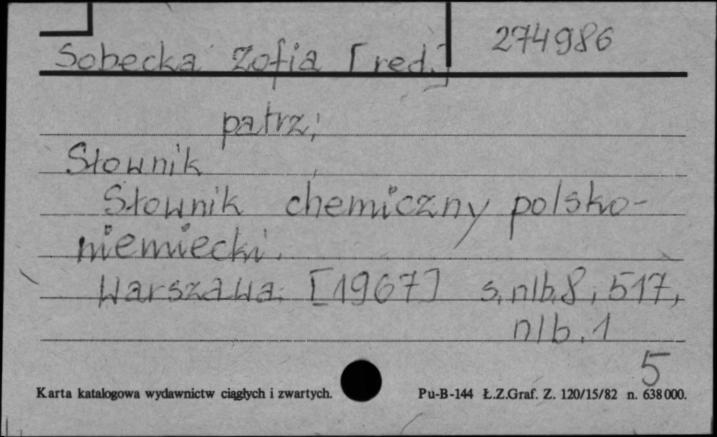 Sobecka Zofia [red.] 274986
patrz;
Słownik
Słownik chemiczny polsko-
niemiecki.
Warszawa. [1967] s. nlb. 8, 517,
nlb. 1
5
Karta katalogowa wydawnictw ciągłych i zwartych. Pu-B-144 Ł.Z.Graf. Z. 120/15/82 n. 638 000.